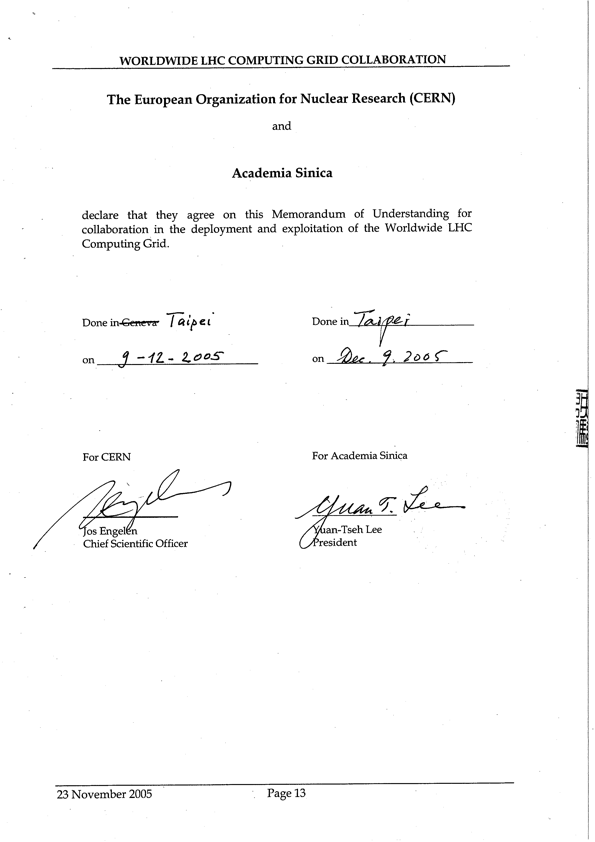 WORLDWIDE LHC COMPUTING GRID COLLABORATION
The European Organization for Nuclear Research (CERN)
and
Academia Sinica
declare that they agree on this Memorandum of Understanding for
collaboration in the deployment and exploitation of the Worldwide LHC
Computing Grid.
Done in Geneva Taipei
on 9-12-2005
Done in Taipei
on Dec. 9. 2005
For CERN
Jos Engelen
Chief Scientific Officer
For Academia Sinica
Yuan T. Lee
Yuan-Tseh Lee
President
23 November 2005 Page 13